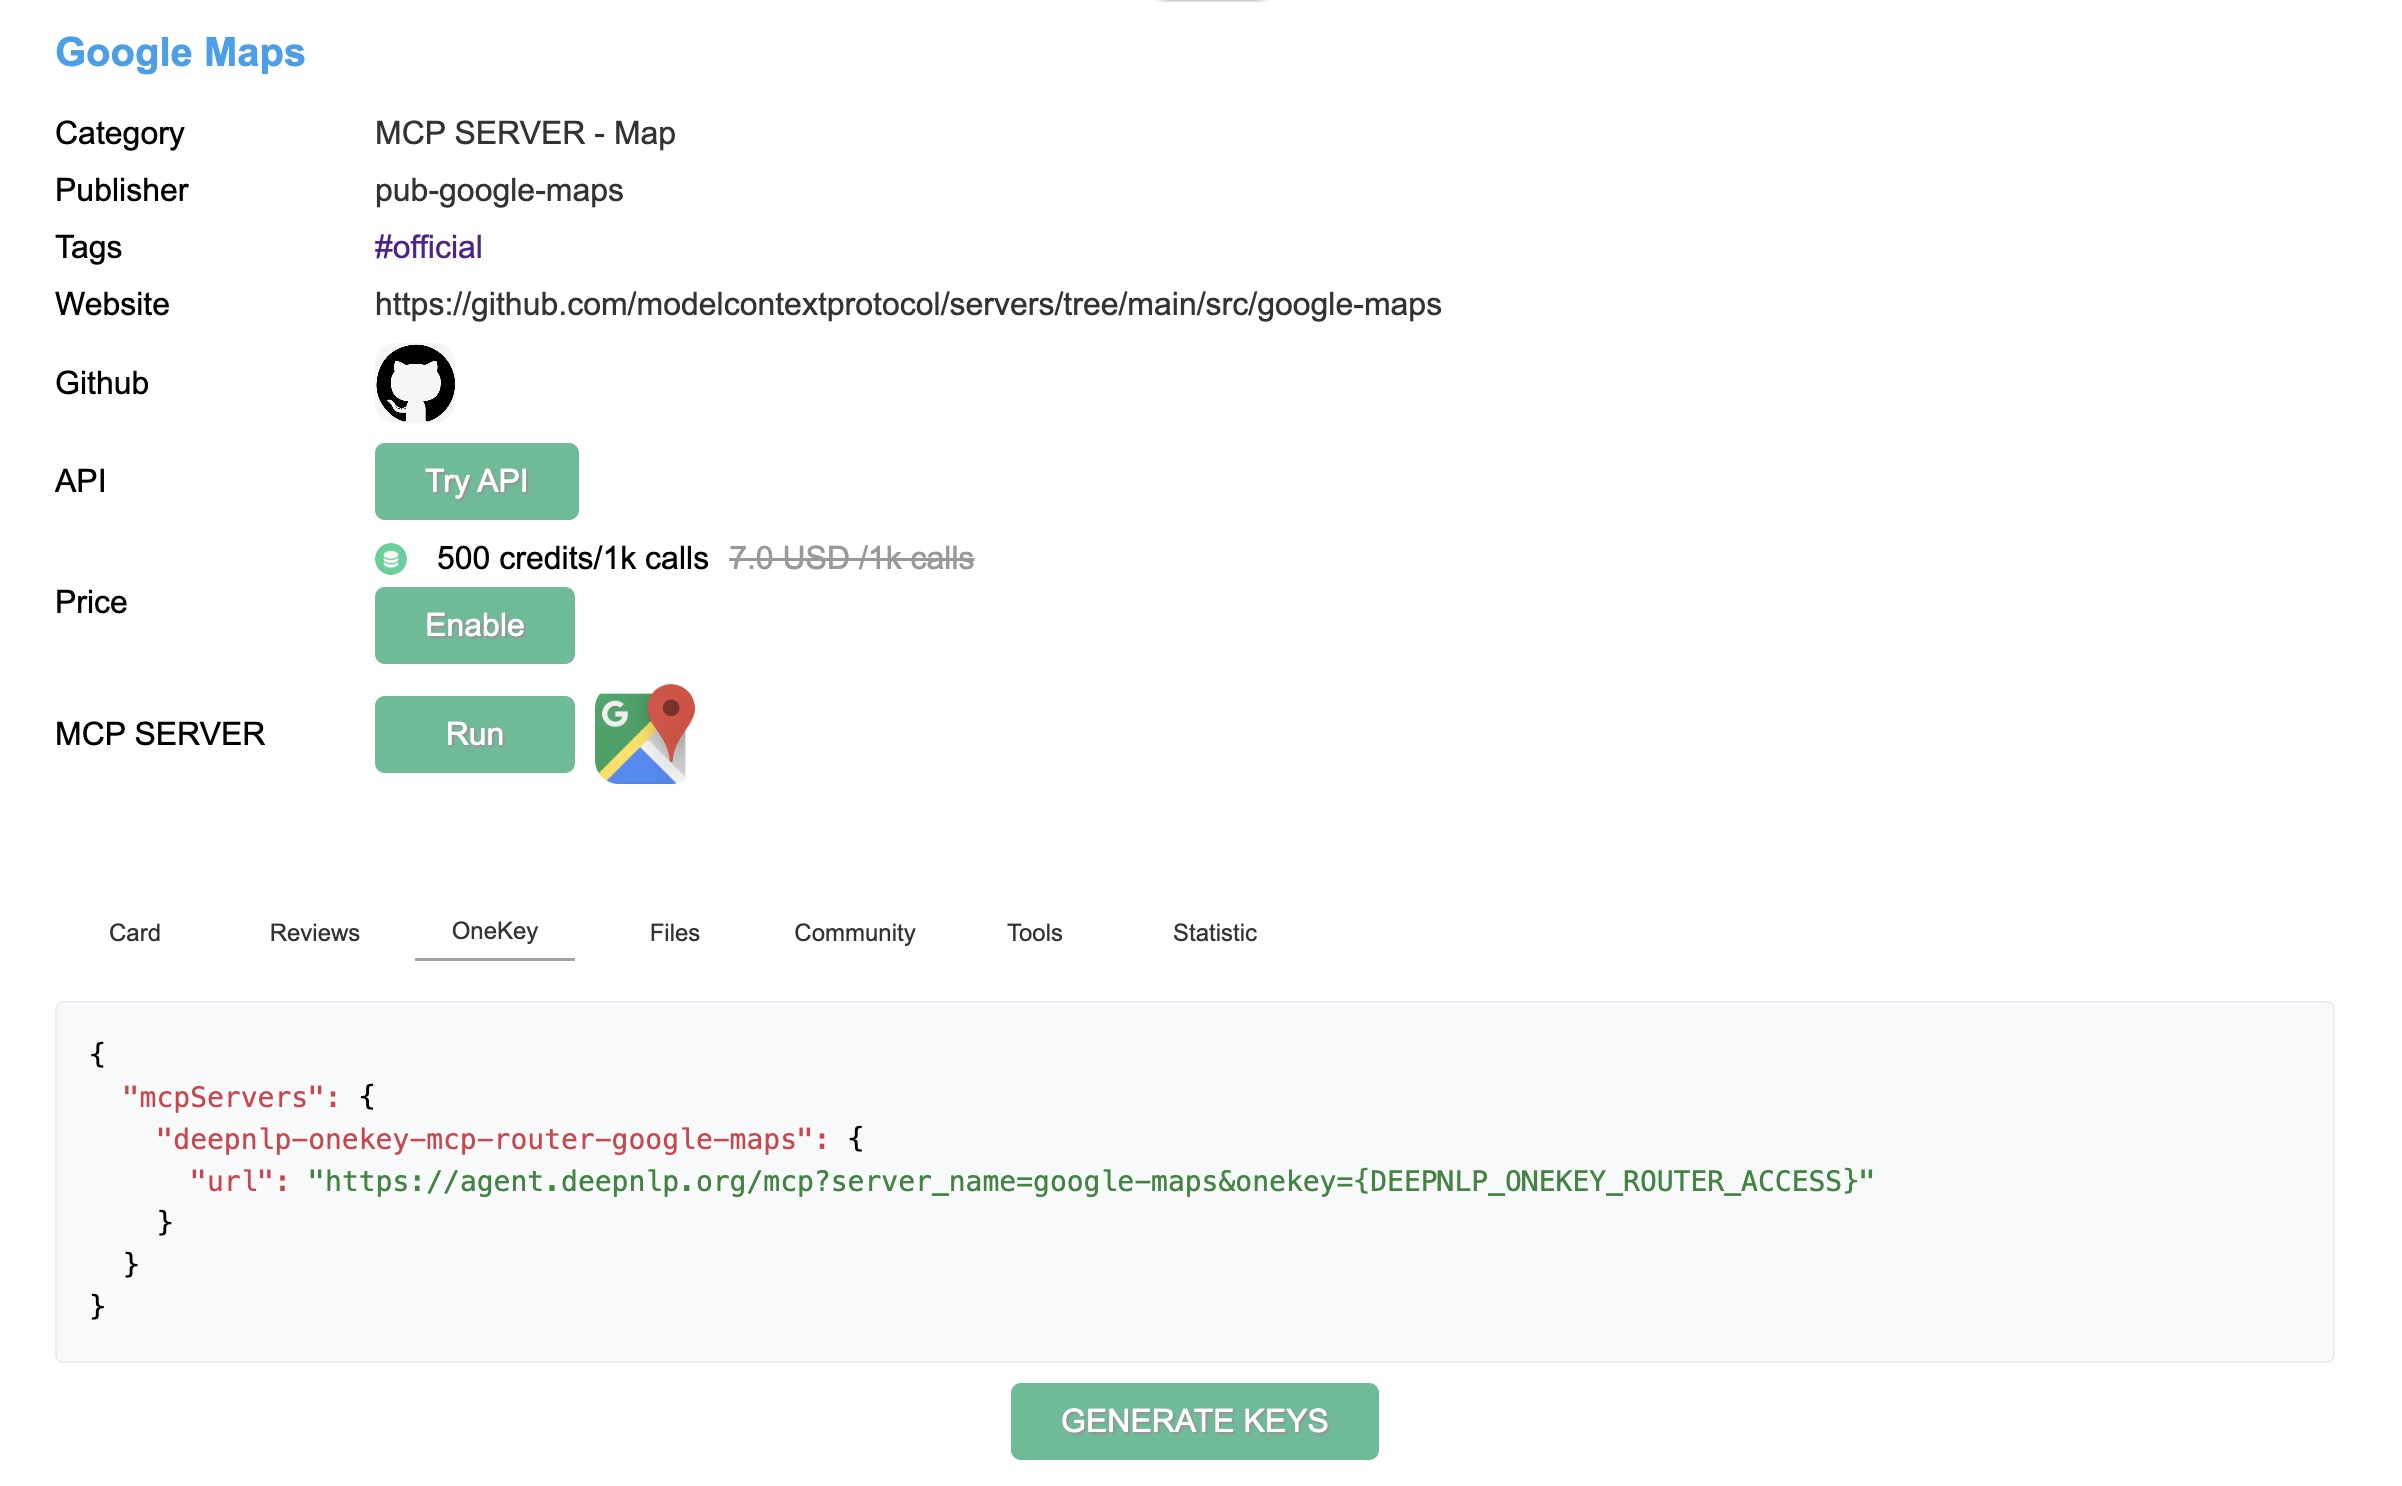 Google Maps
Category MCP SERVER - Map
Publisher pub-google-maps
Tags #official
Website https://github.com/modelcontextprotocol/servers/tree/main/src/google-maps
Github
API Try API
500 credits/1k calls 7.0 USD /1k calls
Price
Enable
MCP SERVER Run G
Card Reviews OneKey Files Community Tools Statistic
{
  "mcpServers": {
    "deepnlp-onekey-mcp-router-google-maps": {
      "url": "https://agent.deepnlp.org/mcp?server_name=google-maps&onekey={DEEPNLP_ONEKEY_ROUTER_ACCESS}"
    }
  }
}
GENERATE KEYS